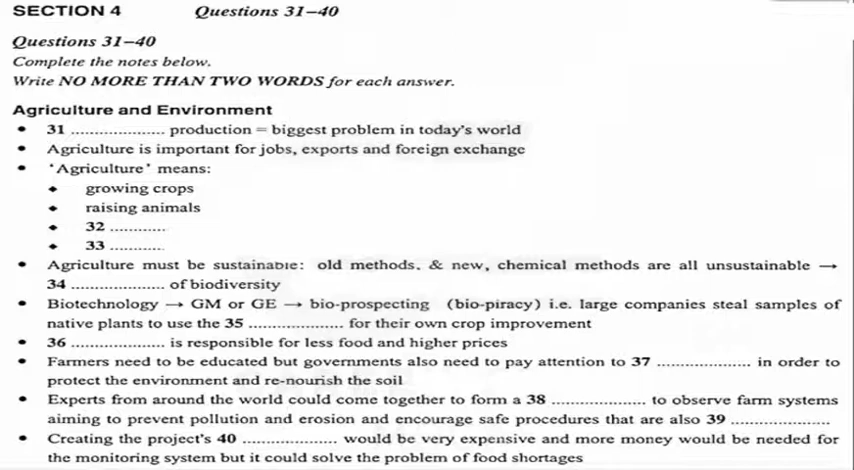 SECTION 4 Questions 31–40
Questions 31–40
Complete the notes below.
Write NO MORE THAN TWO WORDS for each answer.
Agriculture and Environment
• 31 .................... production = biggest problem in today's world
• Agriculture is important for jobs, exports and foreign exchange
• 'Agriculture' means:
◆ growing crops
◆ raising animals
◆ 32 ............
◆ 33 ............
• Agriculture must be sustainable: old methods, & new, chemical methods are all unsustainable →
34 .................... of biodiversity
• Biotechnology → GM or GE → bio-prospecting (bio-piracy) i.e. large companies steal samples of
native plants to use the 35 .................... for their own crop improvement
• 36 .................... is responsible for less food and higher prices
• Farmers need to be educated but governments also need to pay attention to 37 .................... in order to
protect the environment and re-nourish the soil
• Experts from around the world could come together to form a 38 .................... to observe farm systems
aiming to prevent pollution and erosion and encourage safe procedures that are also 39 ....................
• Creating the project's 40 .................... would be very expensive and more money would be needed for
the monitoring system but it could solve the problem of food shortages